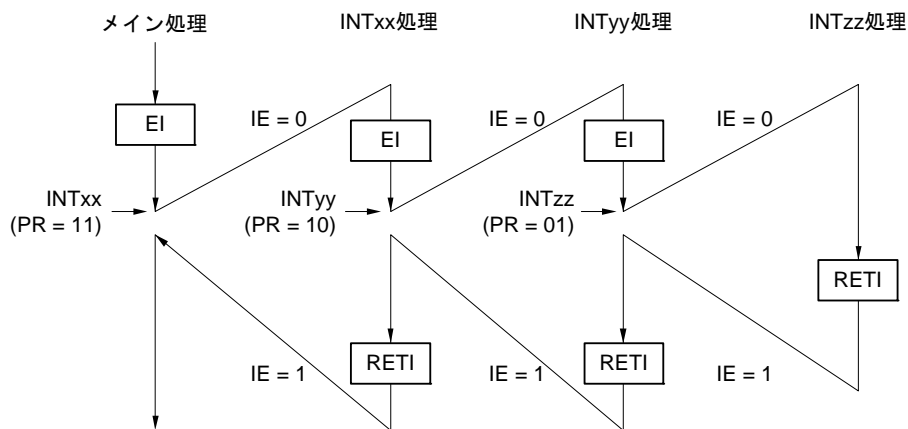 メイン処理 INTxx処理 INTyy処理 INTzz処理
EI IE = 0 EI IE = 0 EI IE = 0
INTxx
(PR = 11)
INTyy
(PR = 10)
INTzz
(PR = 01)
RETI
IE = 1 RETI IE = 1 RETI IE = 1